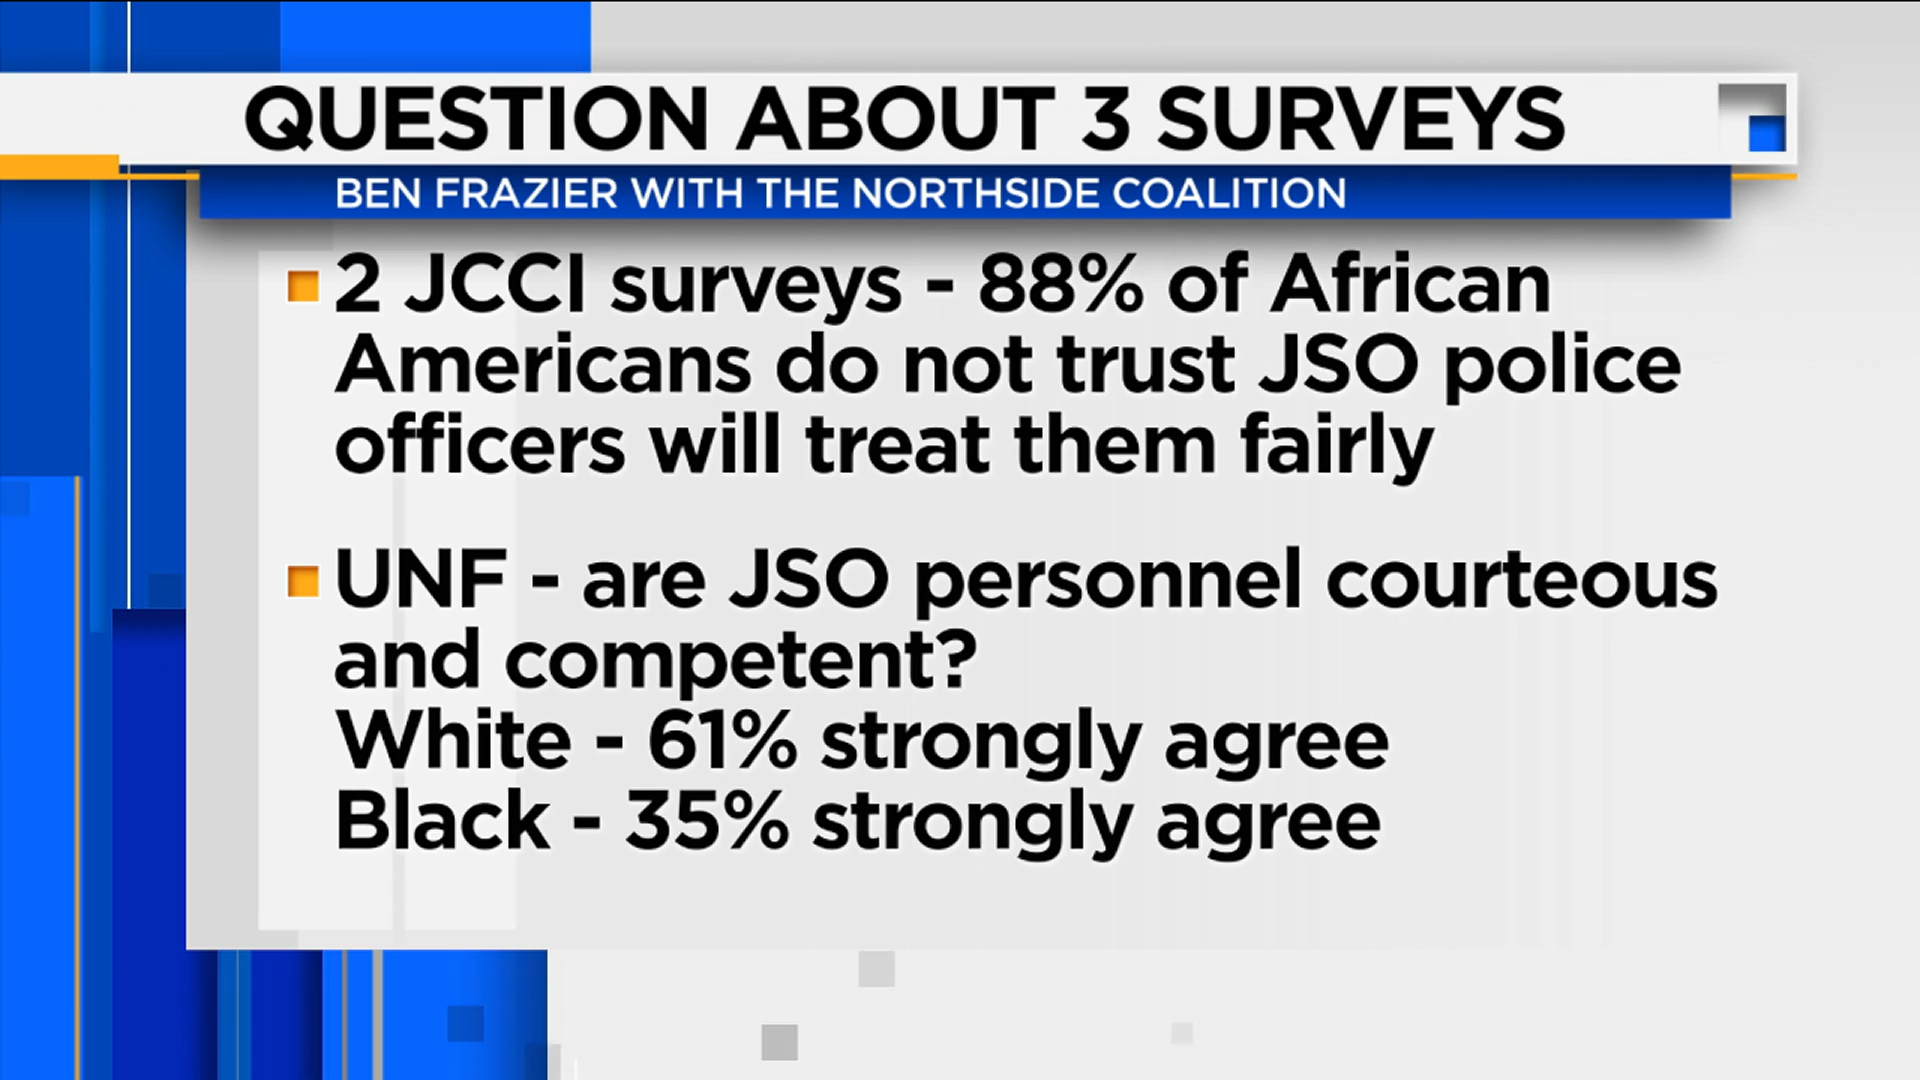 QUESTION ABOUT 3 SURVEYS
BEN FRAZIER WITH THE NORTHSIDE COALITION
2 JCCI surveys - 88% of African
Americans do not trust JSO police
officers will treat them fairly
UNF - are JSO personnel courteous
and competent?
White - 61% strongly agree
Black - 35% strongly agree